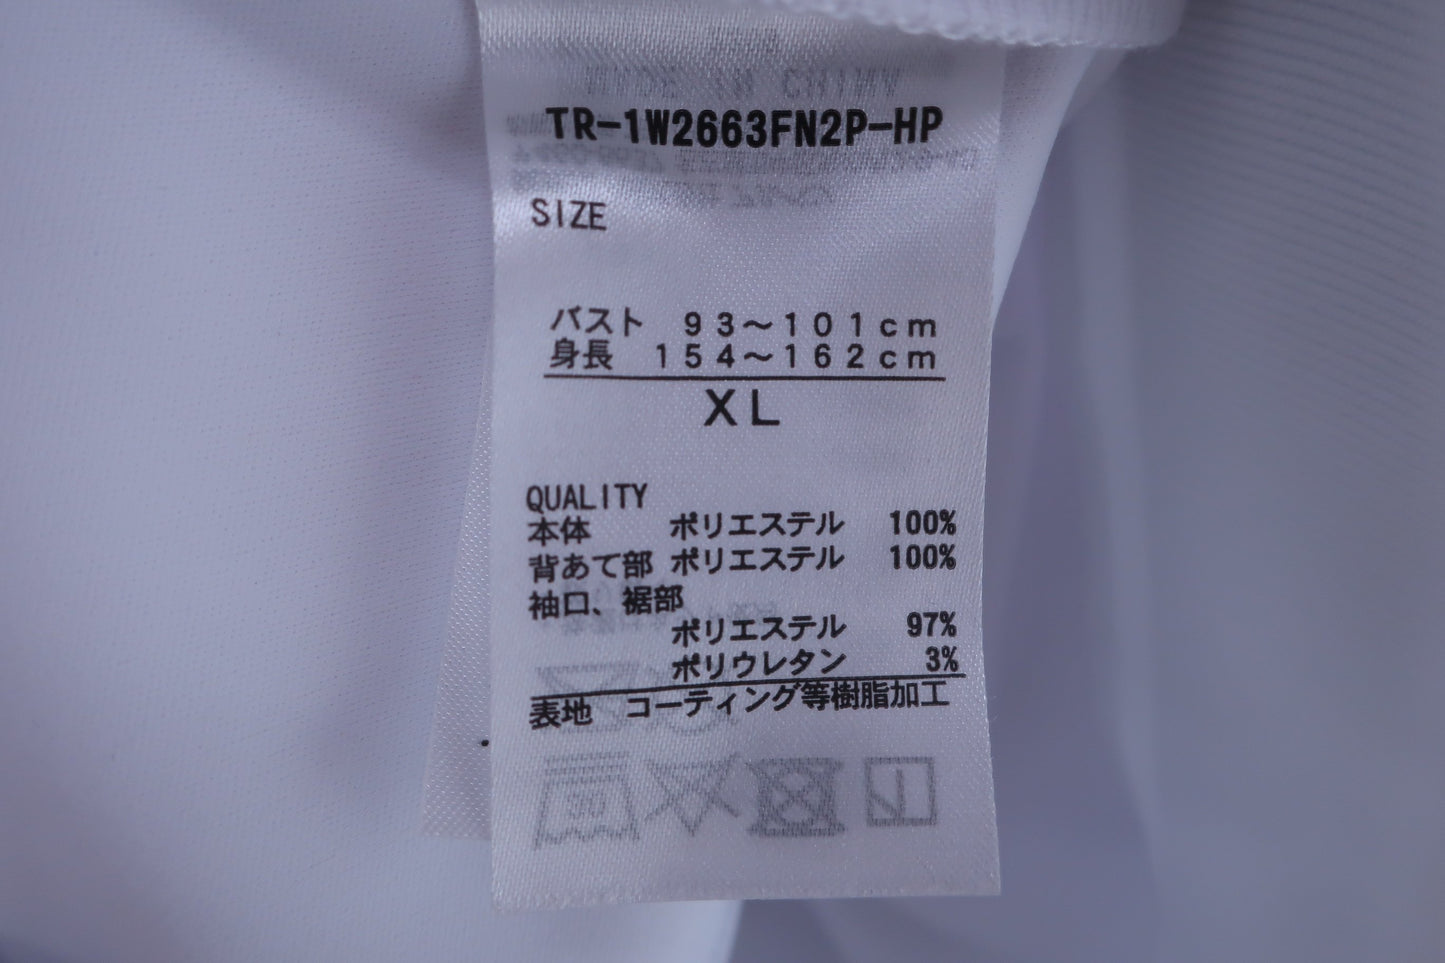 TR-1W2663FN2P-HP
SIZE
バスト 93～101cm
身長 154～162cm
XL
QUALITY
本体 ポリエステル 100%
背あて部 ポリエステル 100%
袖口、裾部
ポリエステル 97%
ポリウレタン 3%
表地 コーティング等樹脂加工